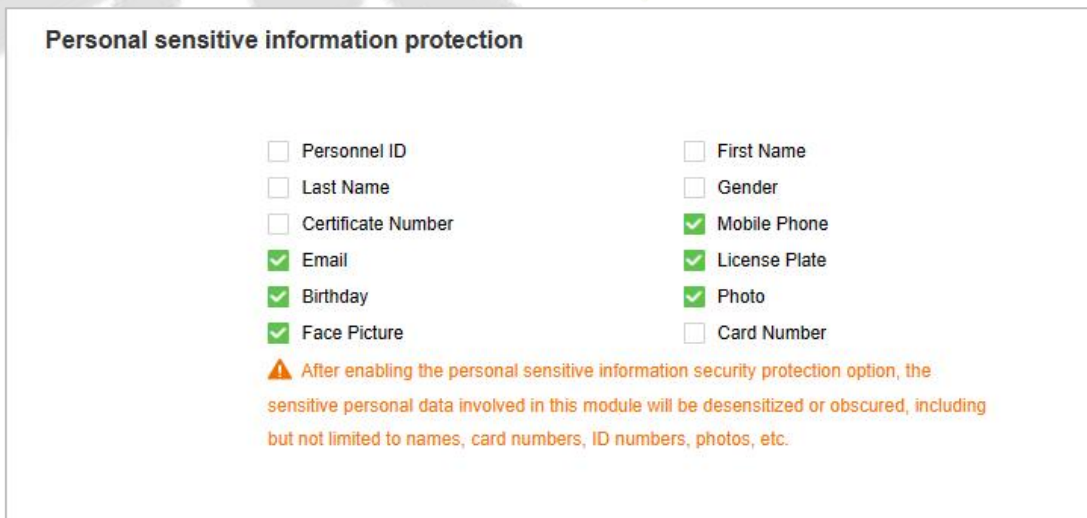 Personal sensitive information protection
Personnel ID
First Name
Last Name
Gender
Certificate Number
Mobile Phone
Email
License Plate
Birthday
Photo
Face Picture
Card Number
After enabling the personal sensitive information security protection option, the
sensitive personal data involved in this module will be desensitized or obscured, including
but not limited to names, card numbers, ID numbers, photos, etc.